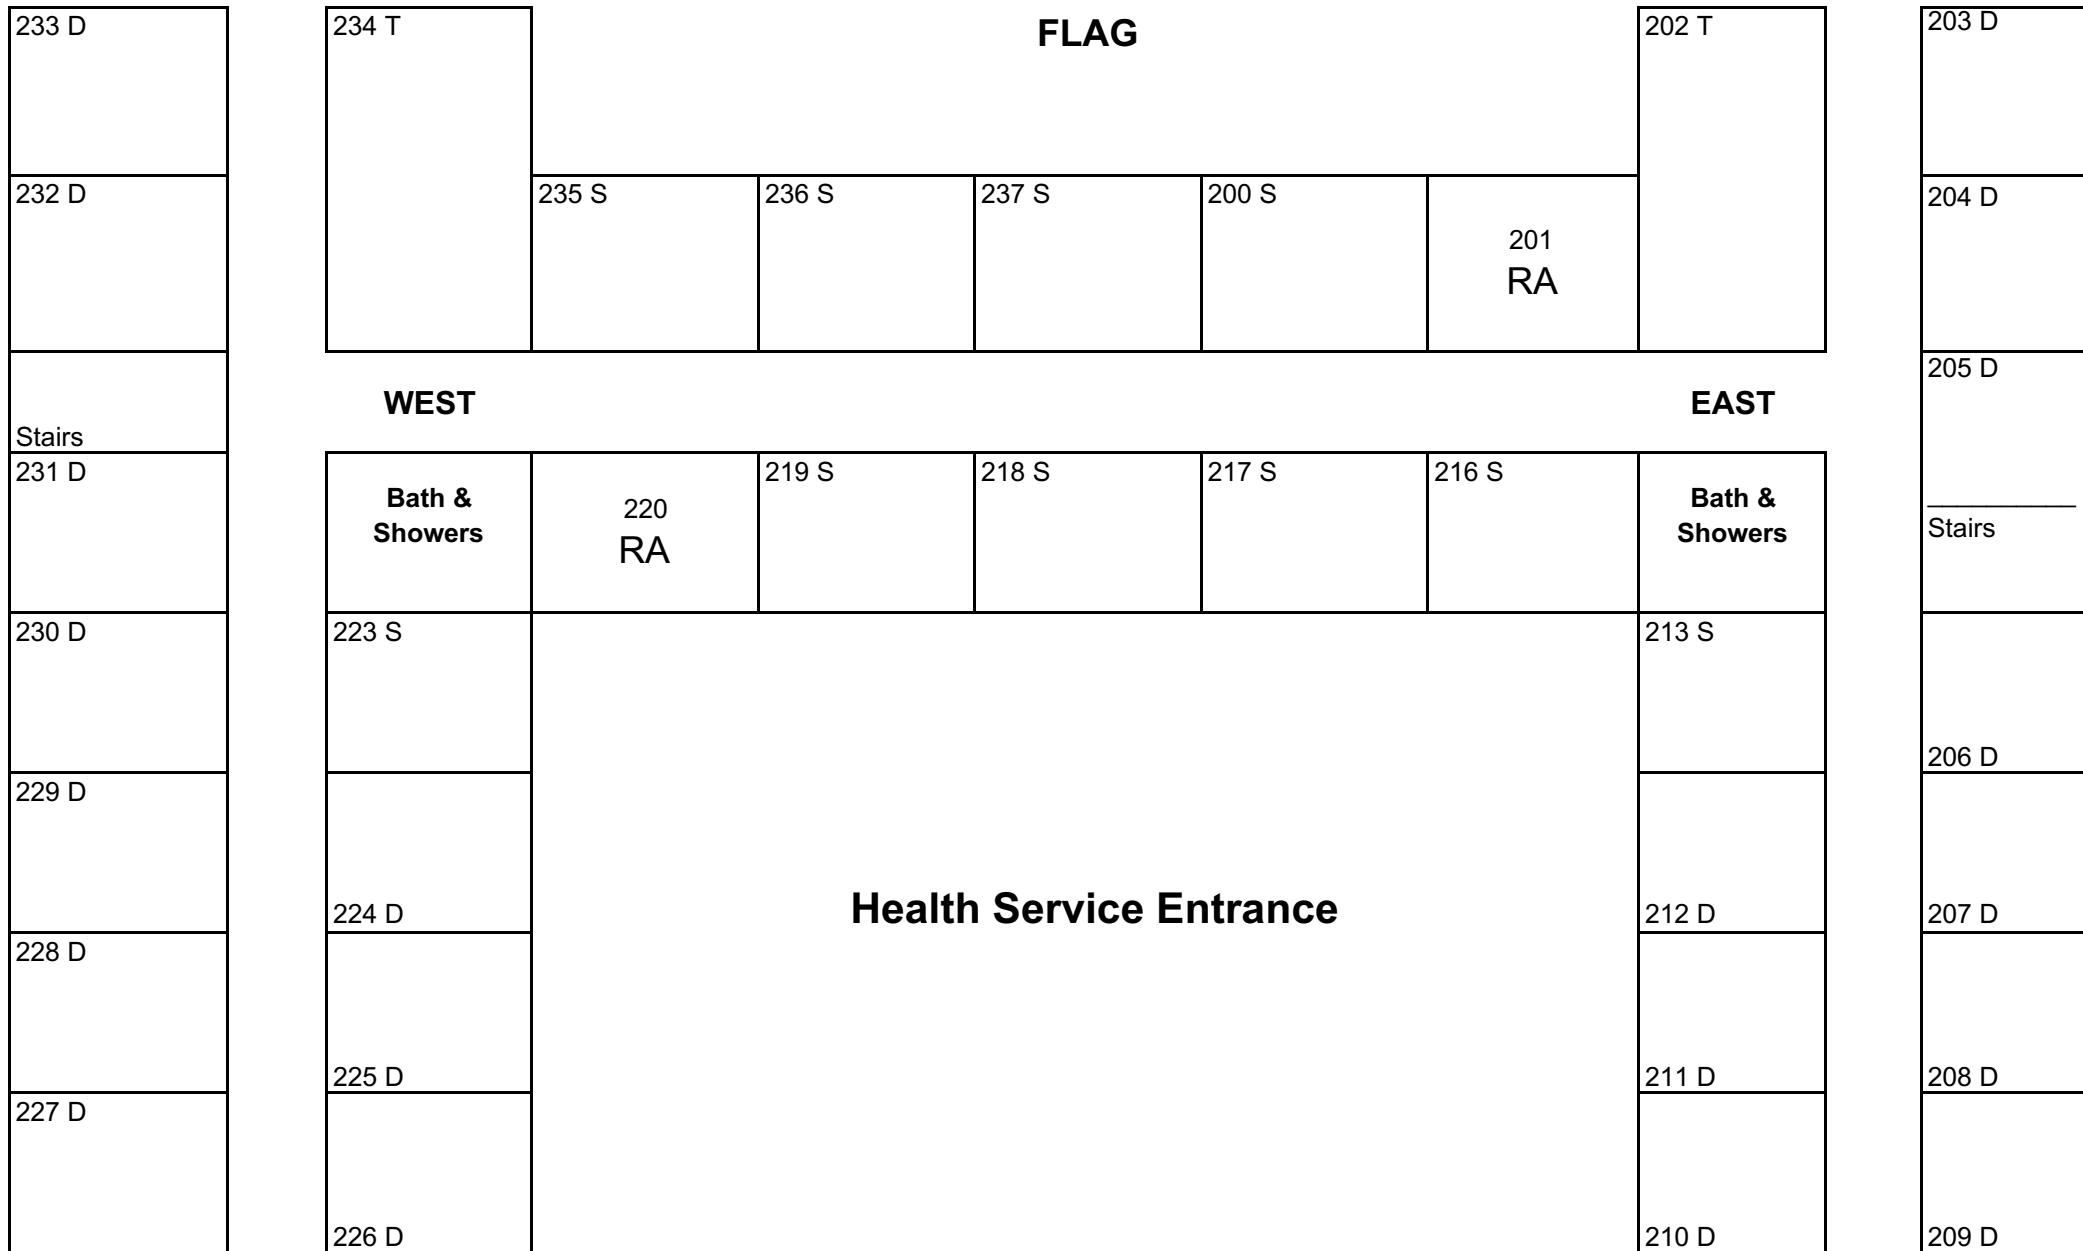 233 D
234 T
FLAG
202 T
203 D
232 D
235 S
236 S
237 S
200 S
201
RA
204 D
WEST
EAST
205 D
Stairs
231 D
Bath &
Showers
220
RA
219 S
218 S
217 S
216 S
Bath &
Showers
Stairs
230 D
223 S
213 S
206 D
229 D
224 D
Health Service Entrance
212 D
207 D
228 D
225 D
211 D
208 D
227 D
226 D
210 D
209 D